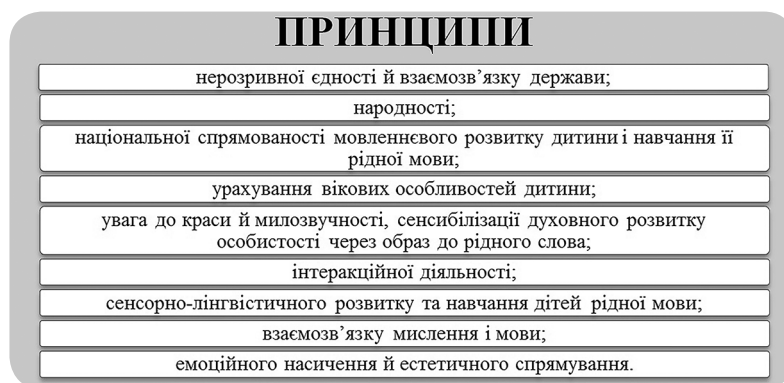 ПРИНЦИПИ
нерозривної єдності й взаємозв’язку держави;
народності;
національної спрямованості мовленнєвого розвитку дитини і навчання її
рідної мови;
урахування вікових особливостей дитини;
увага до краси й милозвучності, сенсибілізації духовного розвитку
особистості через образ до рідного слова;
інтеракційної діяльності;
сенсорно-лінгвістичного розвитку та навчання дітей рідної мови;
взаємозв’язку мислення і мови;
емоційного насичення й естетичного спрямування.